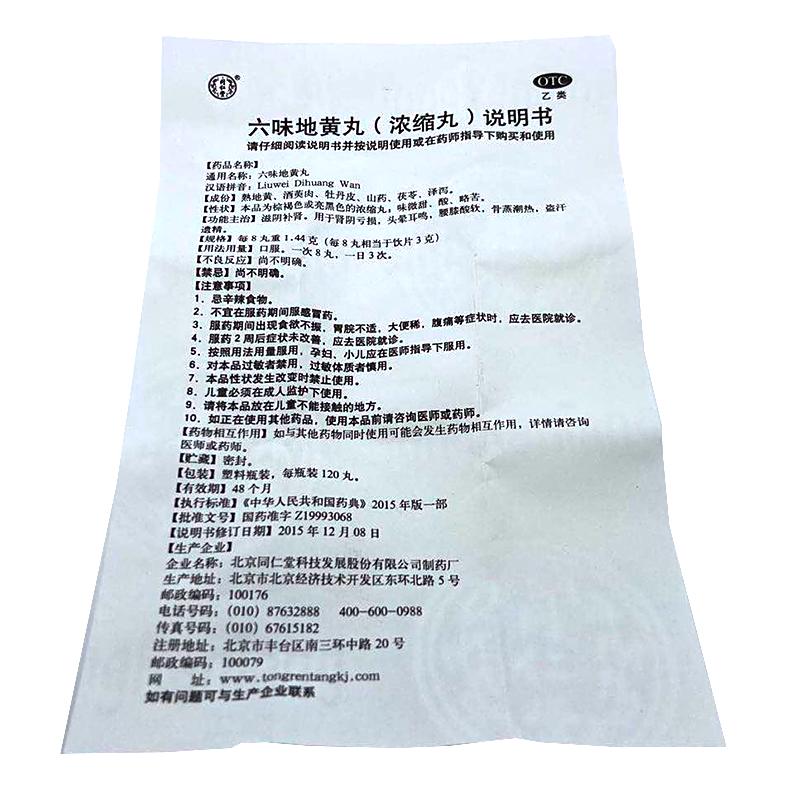 同仁堂 ®
OTC
乙类
六味地黄丸（浓缩丸）说明书
请仔细阅读说明书并按说明使用或在药师指导下购买和使用
【药品名称】
通用名称：六味地黄丸
汉语拼音：Liuwei Dihuang Wan
【成份】熟地黄、酒萸肉、牡丹皮、山药、茯苓、泽泻。
【性状】本品为棕褐色或亮黑色的浓缩丸；味微甜、酸、略苦。
【功能主治】滋阴补肾。用于肾阴亏损，头晕耳鸣，腰膝酸软，骨蒸潮热，盗汗
遗精。
【规格】每8丸重1.44克（每8丸相当于饮片3克）
【用法用量】口服。一次8丸，一日3次。
【不良反应】尚不明确。
【禁忌】尚不明确。
【注意事项】
1．忌辛辣食物。
2．不宜在服药期间服感冒药。
3．服药期间出现食欲不振，胃脘不适，大便稀，腹痛等症状时，应去医院就诊。
4．服药2周后症状未改善，应去医院就诊。
5．按照用法用量服用，孕妇、小儿应在医师指导下服用。
6．对本品过敏者禁用，过敏体质者慎用。
7．本品性状发生改变时禁止使用。
8．儿童必须在成人监护下使用。
9．请将本品放在儿童不能接触的地方。
10．如正在使用其他药品，使用本品前请咨询医师或药师。
【药物相互作用】如与其他药物同时使用可能会发生药物相互作用，详情请咨询
医师或药师。
【贮藏】密封。
【包装】塑料瓶装，每瓶装120丸。
【有效期】48个月
【执行标准】《中华人民共和国药典》2015年版一部
【批准文号】国药准字Z19993068
【说明书修订日期】2015年12月08日
【生产企业】
企业名称：北京同仁堂科技发展股份有限公司制药厂
生产地址：北京市北京经济技术开发区东环北路5号
邮政编码：100176
电话号码：（010）87632888 400-600-0988
传真号码：（010）67615182
注册地址：北京市丰台区南三环中路20号
邮政编码：100079
网 址：www.tongrentangkj.com
如有问题可与生产企业联系